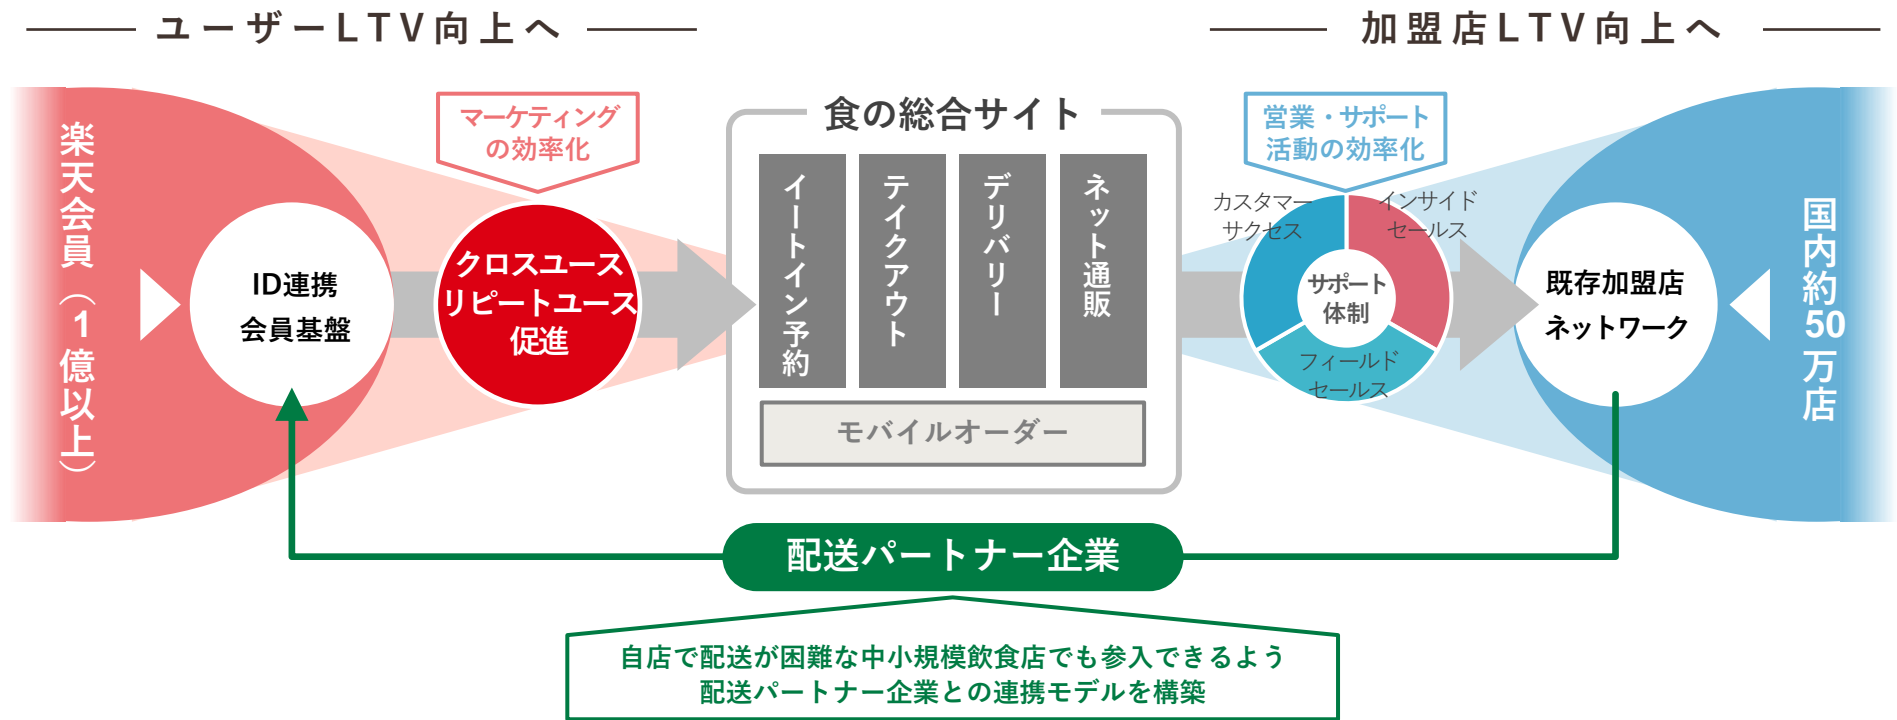 ユーザーLTV向上へ
加盟店LTV向上へ
楽天会員（1億以上）
ID連携
会員基盤
マーケティング
の効率化
クロスユース
リピートユース
促進
食の総合サイト
イートイン予約
テイクアウト
デリバリー
ネット通販
モバイルオーダー
営業・サポート
活動の効率化
カスタマー
サクセス
インサイド
セールス
サポート
体制
フィールド
セールス
既存加盟店
ネットワーク
国内約50万店
配送パートナー企業
自店で配送が困難な中小規模飲食店でも参入できるよう
配送パートナー企業との連携モデルを構築